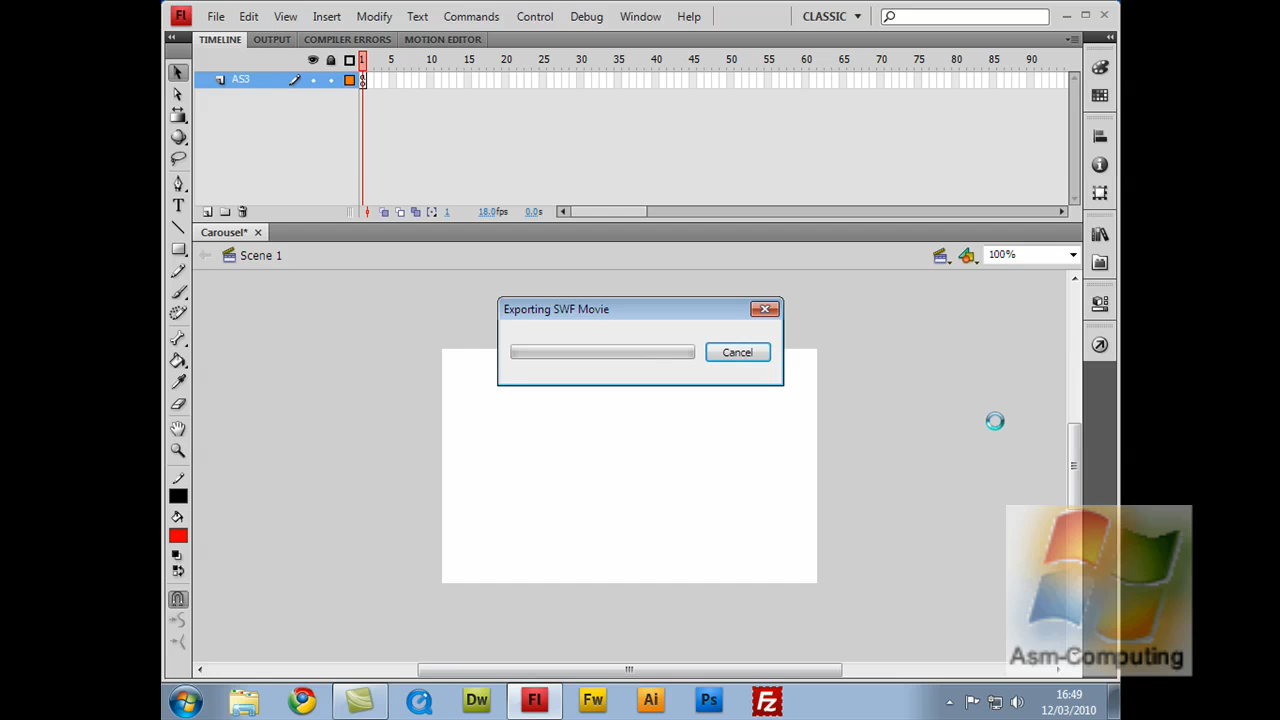 Fl File Edit View Insert Modify Text Commands Control Debug Window Help CLASSIC
TIMELINE OUTPUT COMPILER ERRORS MOTION EDITOR
1 5 10 15 20 25 30 35 40 45 50 55 60 65 70 75 80 85 90
AS3
1 18.0fps 0.0s
Carousel*
Scene 1 100%
Exporting SWF Movie
Cancel
T
Asm-Computing
Dw Fl Fw Ai Ps Fz
16:49
12/03/2010